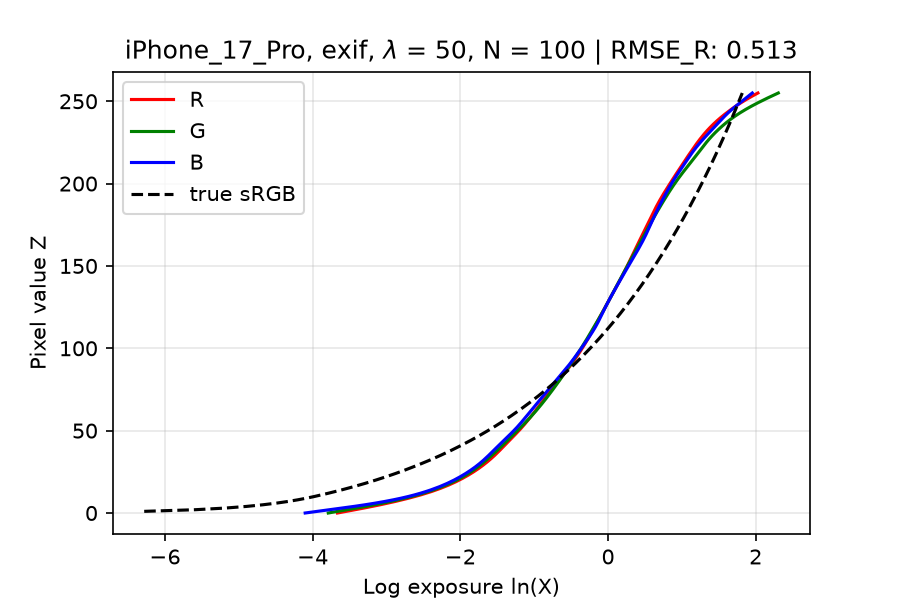 iPhone_17_Pro, exif, λ = 50, N = 100 | RMSE_R: 0.513
R
G
B
true sRGB
Pixel value Z
250
200
150
100
50
0
−6
−4
−2
0
2
Log exposure ln(X)